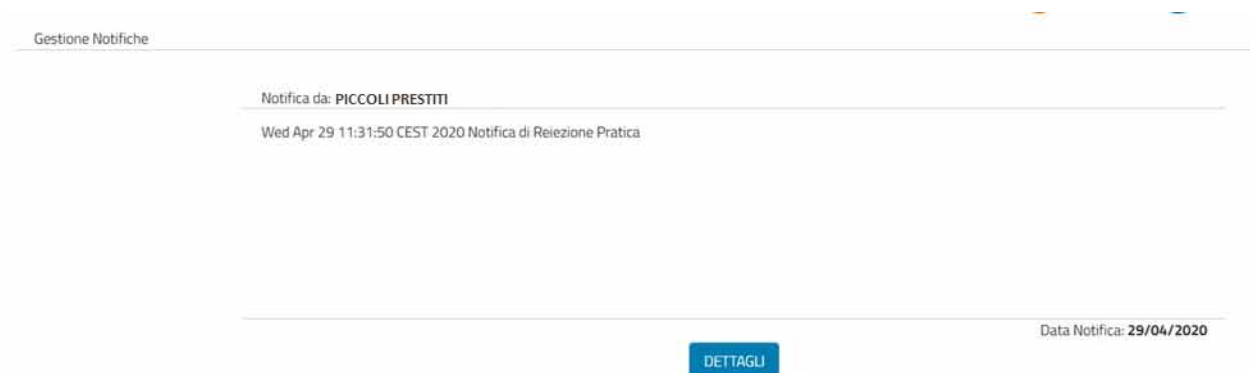 Gestione Notifiche
Notifica da: PICCOLI PRESTITI
Wed Apr 29 11:31:50 CEST 2020 Notifica di Reiezione Pratica
Data Notifica: 29/04/2020
DETTAGLI